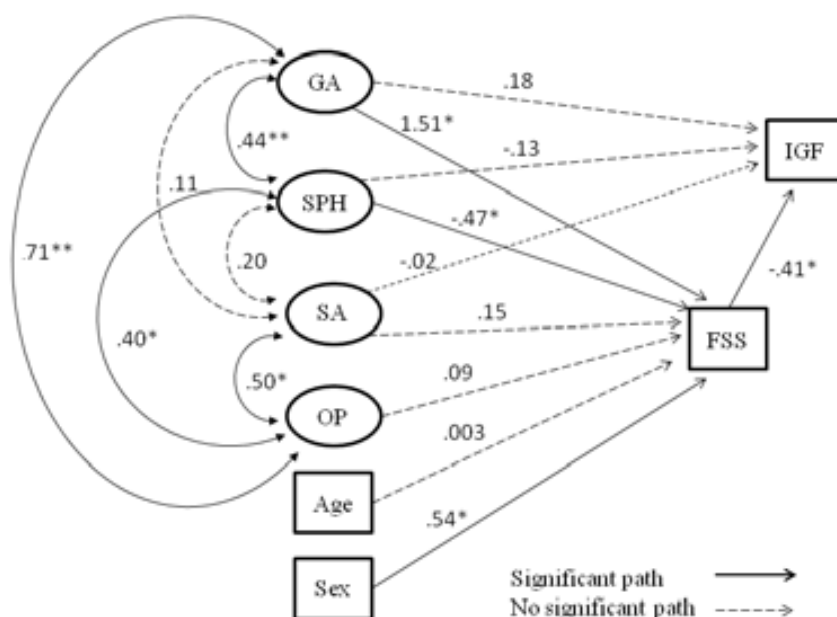 GA
.18
1.51*
IGF
.44**
-.13
.11
SPH
-.47*
.71**
.20
-.02
-.41*
SA
.15
FSS
.40*
.50*
.09
OP
.003
Age
.54*
Sex
Significant path
No significant path